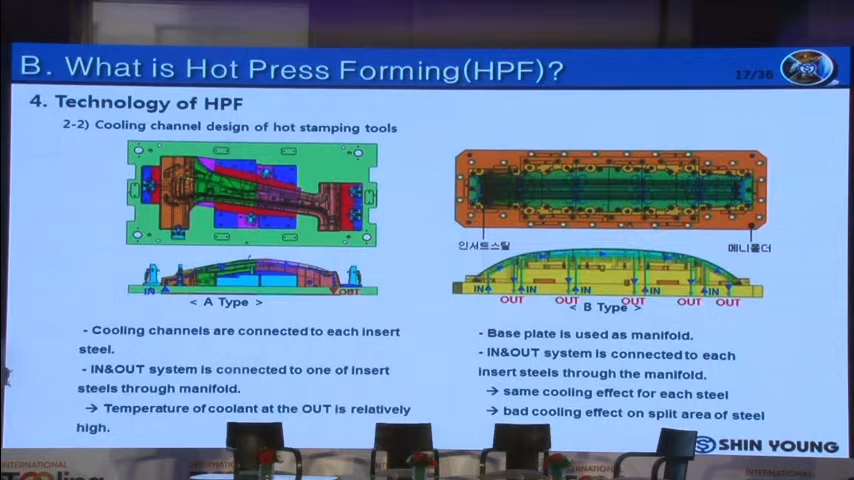 B. What is Hot Press Forming(HPF)?
17/36
4. Technology of HPF
2-2) Cooling channel design of hot stamping tools
인서트스틸
메니폴더
IN
OUT
< A Type >
IN
IN
IN
IN
IN
OUT
OUT
OUT
OUT
OUT
< B Type >
- Cooling channels are connected to each insert
steel.
- IN&OUT system is connected to one of insert
steels through manifold.
→ Temperature of coolant at the OUT is relatively
high.
- Base plate is used as manifold.
- IN&OUT system is connected to each
insert steels through the manifold.
→ same cooling effect for each steel
→ bad cooling effect on split area of steel
SHIN YOUNG
INTERNATIONAL
INTERNATIONAL